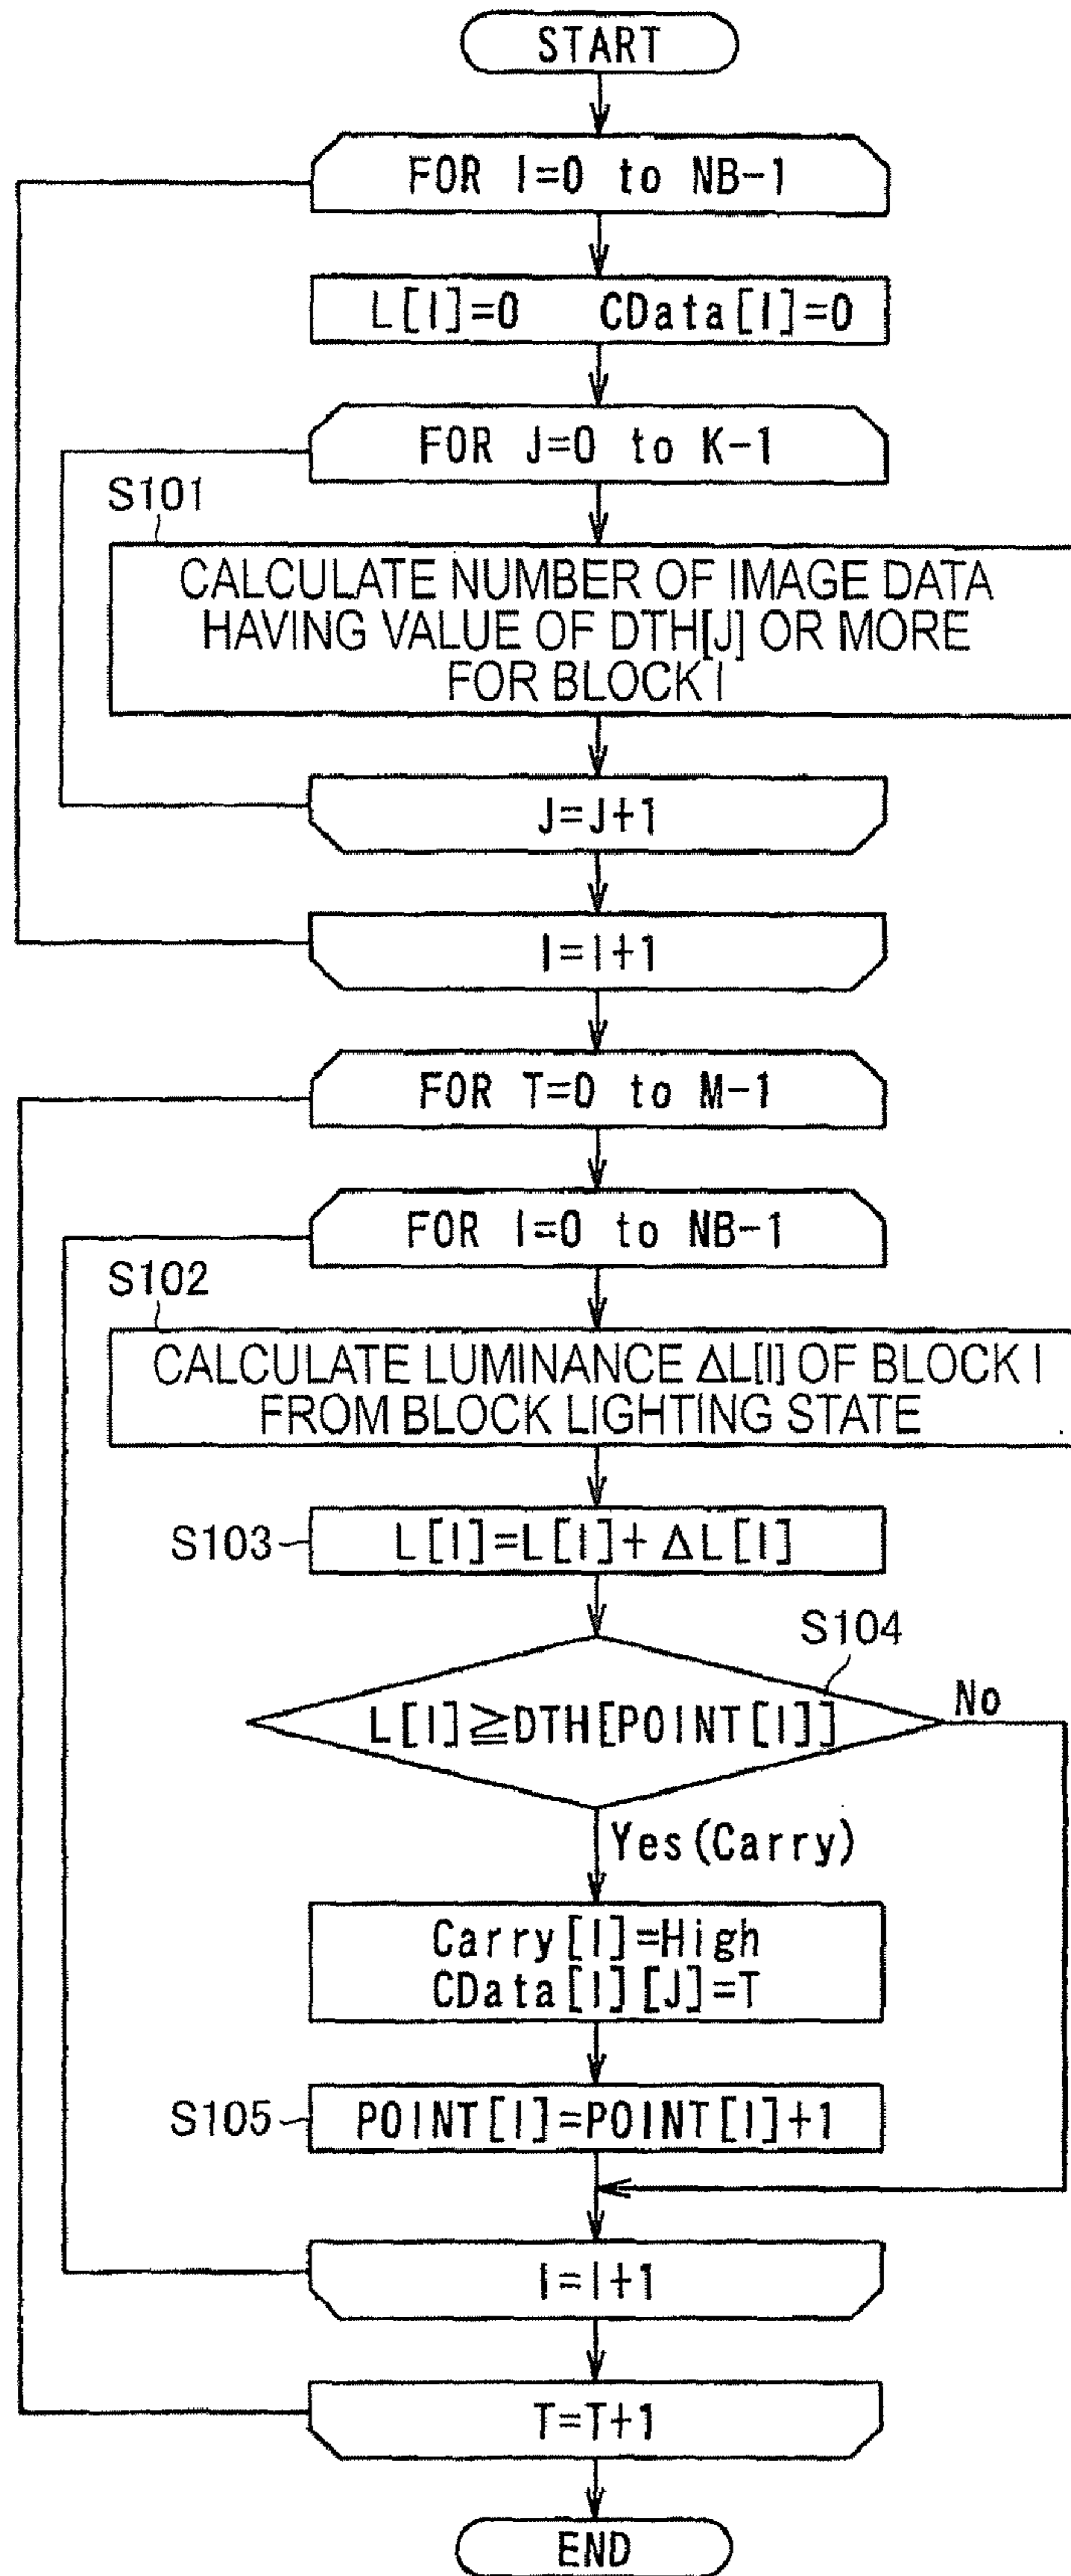 START
FOR I=0 to NB-1
L[I]=0 CData[I]=0
FOR J=0 to K-1
S101
CALCULATE NUMBER OF IMAGE DATA
HAVING VALUE OF DTH[J] OR MORE
FOR BLOCK I
J=J+1
I=I+1
FOR T=0 to M-1
FOR I=0 to NB-1
S102
CALCULATE LUMINANCE ΔL[I] OF BLOCK I
FROM BLOCK LIGHTING STATE
S103
L[I]=L[I]+ΔL[I]
S104
L[I]≧DTH[POINT[I]]
No
Yes(Carry)
Carry[I]=High
CData[I][J]=T
S105
POINT[I]=POINT[I]+1
I=I+1
T=T+1
END